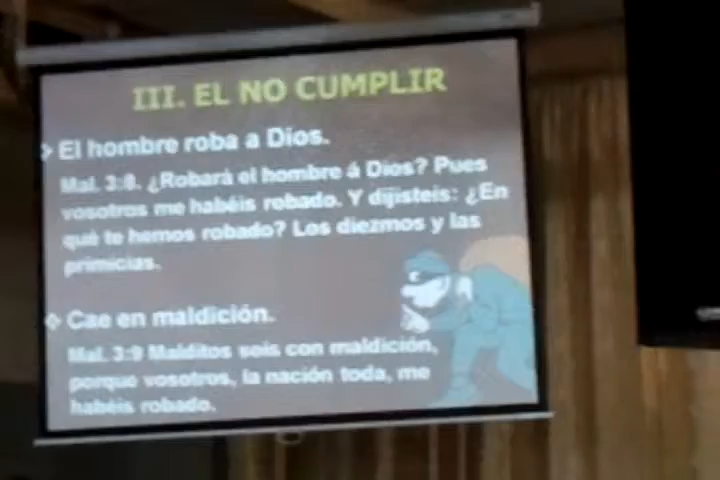 III. EL NO CUMPLIR
El hombre roba a Dios.
Mal. 3:8. ¿Robará el hombre á Dios? Pues
vosotros me habéis robado. Y dijisteis: ¿En
qué te hemos robado? Los diezmos y las
primicias.
Cae en maldición.
Mal. 3:9 Malditos sois con maldición,
porque vosotros, la nación toda, me
habéis robado.